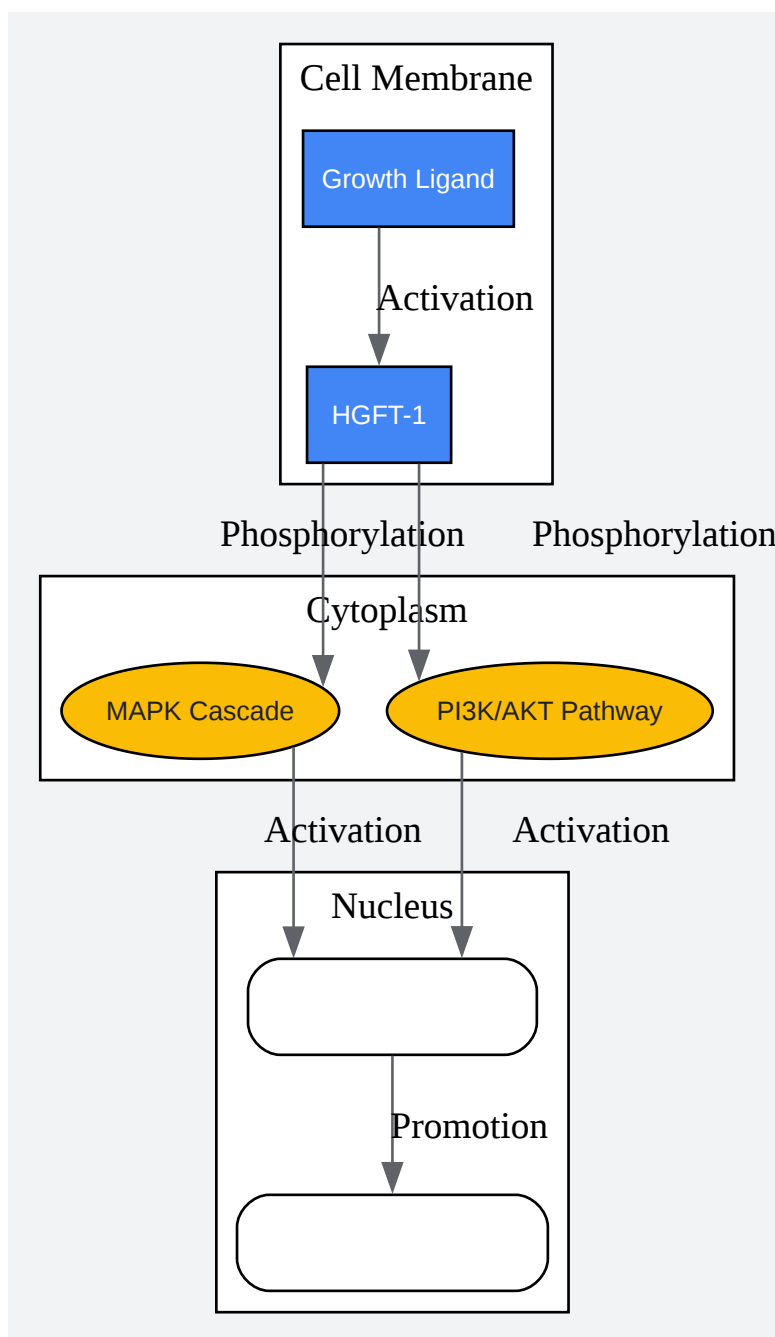 Cell Membrane
Growth Ligand
Activation
HGFT-1
Phosphorylation
Phosphorylation
Cytoplasm
MAPK Cascade
PI3K/AKT Pathway
Activation
Activation
Nucleus
Promotion